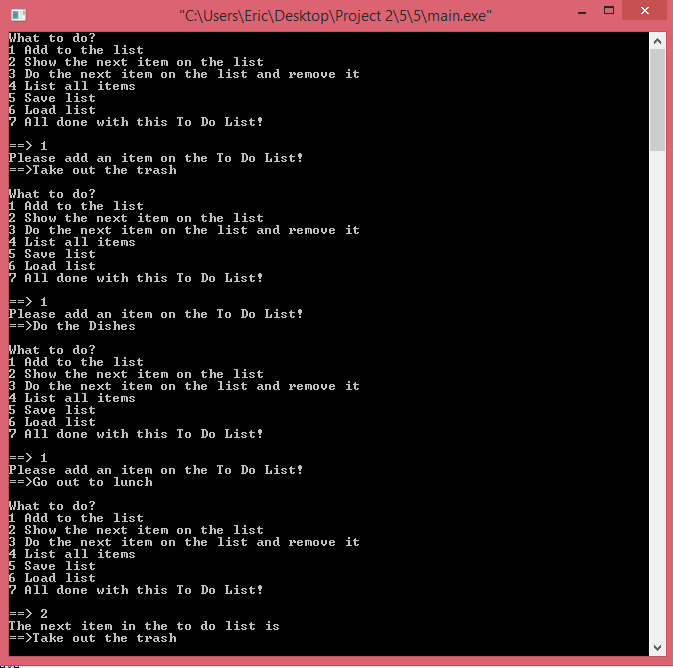 "C:\Users\Eric\Desktop\Project 2\5\5\main.exe"
What to do?
1 Add to the list
2 Show the next item on the list
3 Do the next item on the list and remove it
4 List all items
5 Save list
6 Load list
7 All done with this To Do List!
==> 1
Please add an item on the To Do List!
==>Take out the trash
What to do?
1 Add to the list
2 Show the next item on the list
3 Do the next item on the list and remove it
4 List all items
5 Save list
6 Load list
7 All done with this To Do List!
==> 1
Please add an item on the To Do List!
==>Do the Dishes
What to do?
1 Add to the list
2 Show the next item on the list
3 Do the next item on the list and remove it
4 List all items
5 Save list
6 Load list
7 All done with this To Do List!
==> 1
Please add an item on the To Do List!
==>Go out to lunch
What to do?
1 Add to the list
2 Show the next item on the list
3 Do the next item on the list and remove it
4 List all items
5 Save list
6 Load list
7 All done with this To Do List!
==> 2
The next item in the to do list is
==>Take out the trash